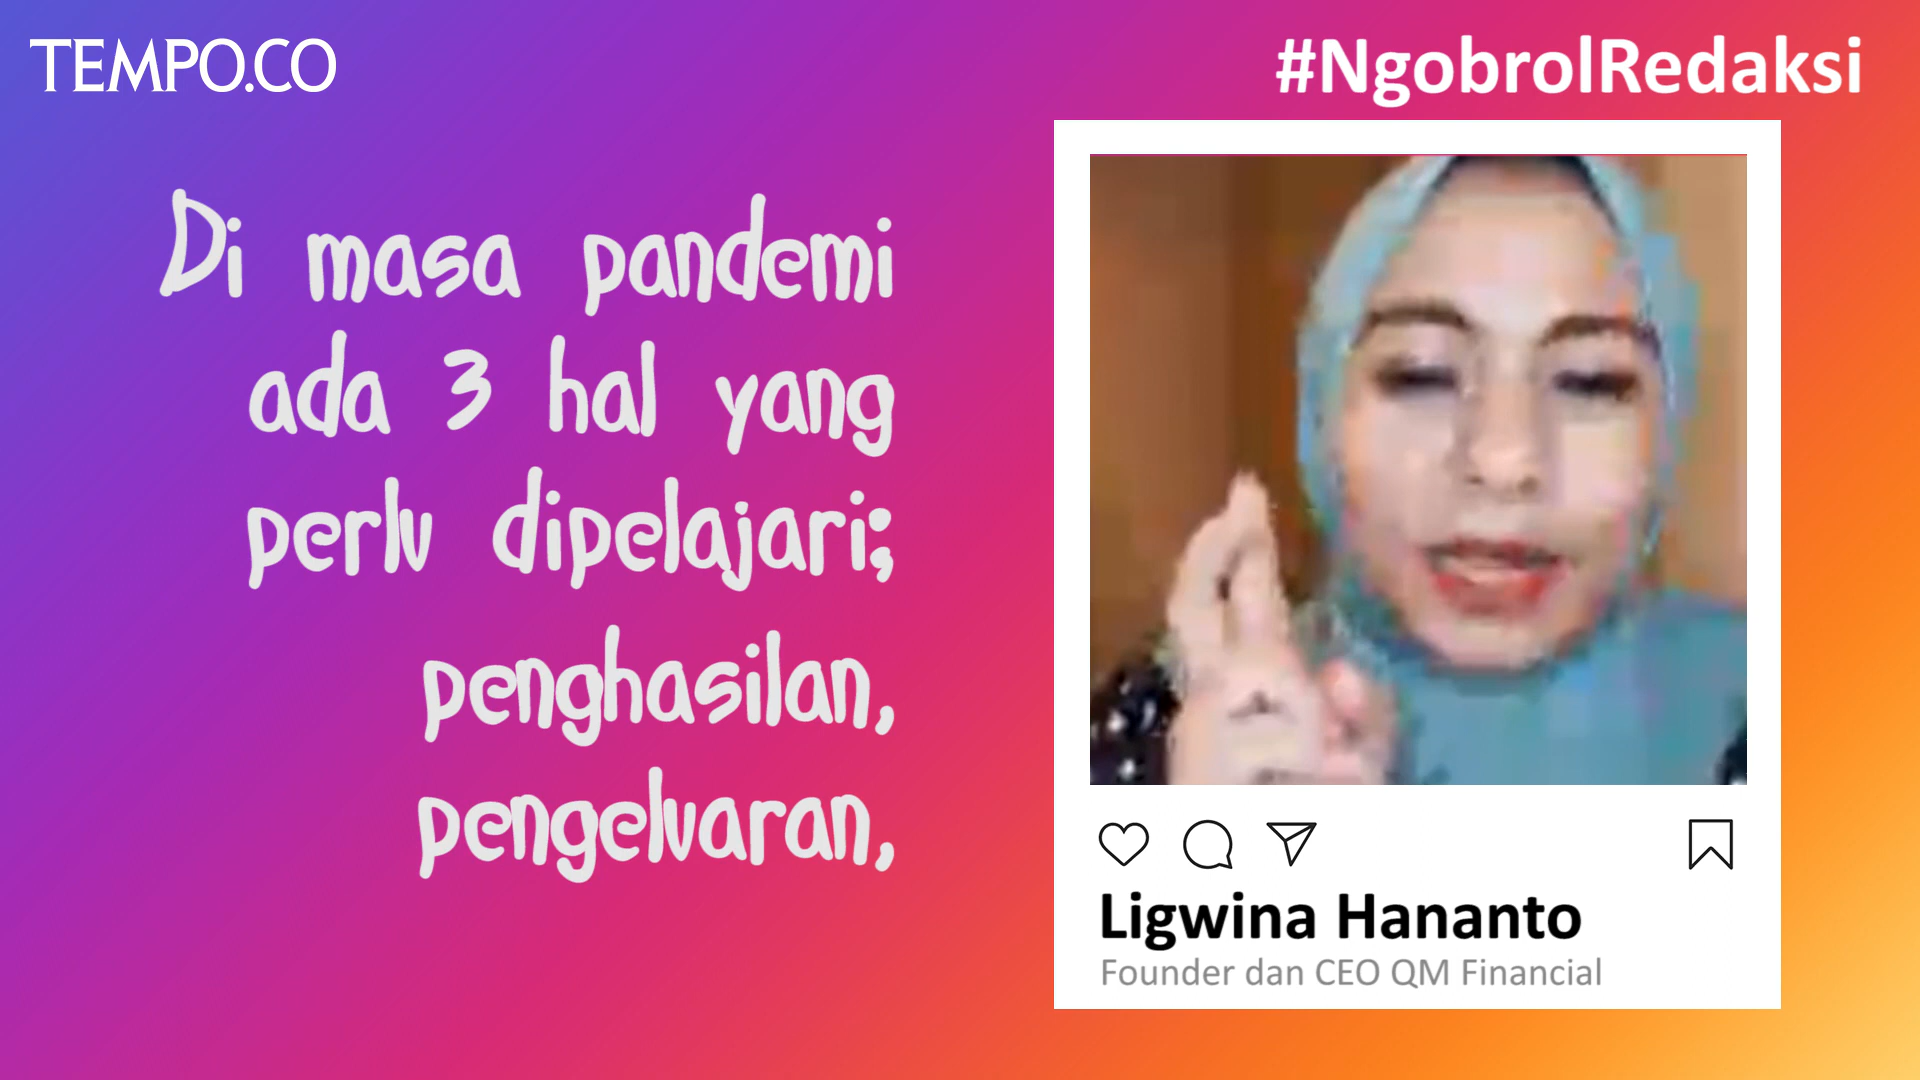 TEMPO.CO
#NgobrolRedaksi
Di masa pandemi
ada 3 hal yang
perlu dipelajari;
penghasilan,
pengeluaran,
Ligwina Hananto
Founder dan CEO QM Financial